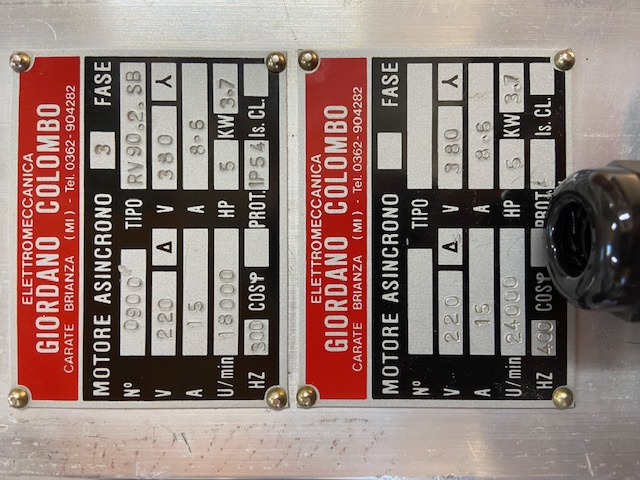 ELETTROMECCANICA
GIORDANO COLOMBO
CARATE BRIANZA (MI) - Tel. 0362-904282
MOTORE ASINCRONO 3 FASE
N° 0900 TIPO RV90.2.SB
V 220 Δ V 380 Y
A 15 A 8.6
U/min 18000 HP 5 KW 3.7
HZ 300 COSφ PROT. IP54 Is. CL.
ELETTROMECCANICA
GIORDANO COLOMBO
CARATE BRIANZA (MI) - Tel. 0362-904282
MOTORE ASINCRONO FASE
N° TIPO
V 220 Δ V 380 Y
A 15 A 8.6
U/min 24000 HP 5 KW 3.7
HZ 400 COSφ PROT. Is. CL.